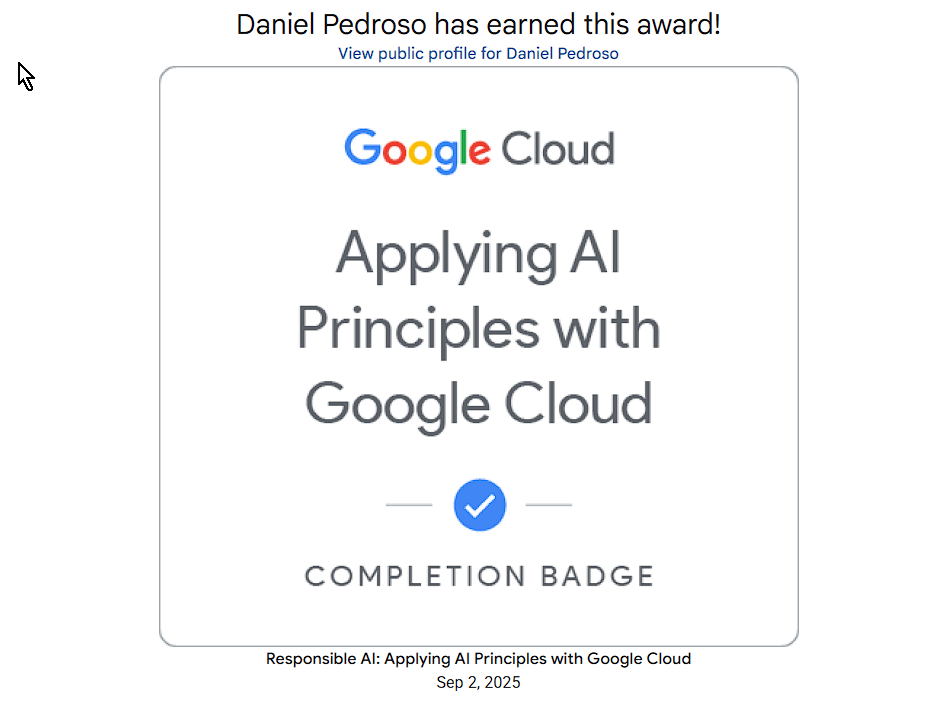 Daniel Pedroso has earned this award!
View public profile for Daniel Pedroso
Google Cloud
Applying AI
Principles with
Google Cloud
COMPLETION BADGE
Responsible AI: Applying AI Principles with Google Cloud
Sep 2, 2025